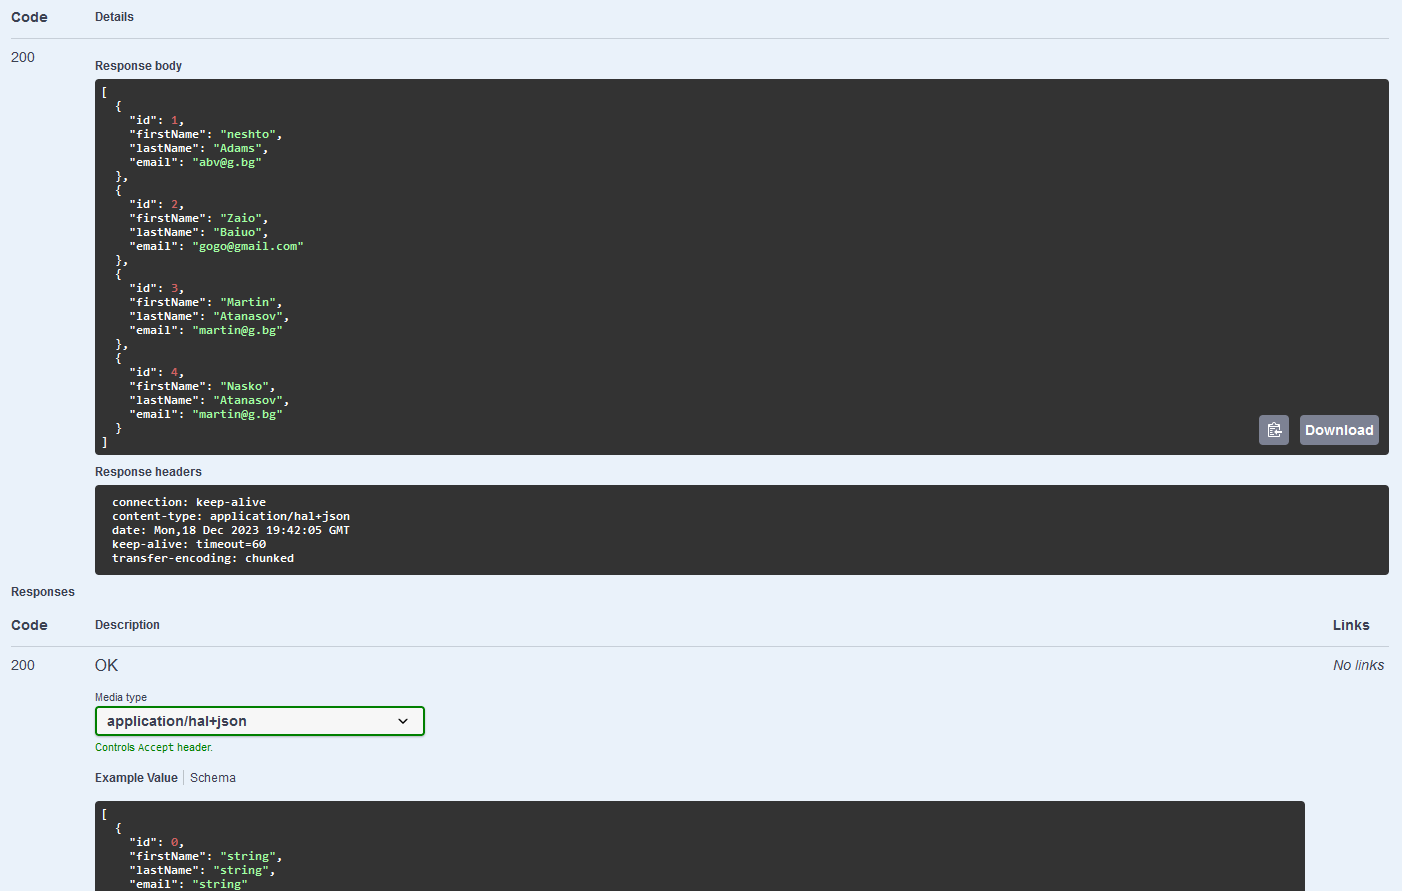 Code Details
200
Response body
[
  {
    "id": 1,
    "firstName": "neshto",
    "lastName": "Adams",
    "email": "abv@g.bg"
  },
  {
    "id": 2,
    "firstName": "Zaio",
    "lastName": "Baiuo",
    "email": "gogo@gmail.com"
  },
  {
    "id": 3,
    "firstName": "Martin",
    "lastName": "Atanasov",
    "email": "martin@g.bg"
  },
  {
    "id": 4,
    "firstName": "Nasko",
    "lastName": "Atanasov",
    "email": "martin@g.bg"
  }
]
Download
Response headers
connection: keep-alive
content-type: application/hal+json
date: Mon,18 Dec 2023 19:42:05 GMT
keep-alive: timeout=60
transfer-encoding: chunked
Responses
Code Description Links
200 OK No links
Media type
application/hal+json
Controls Accept header.
Example Value Schema
[
  {
    "id": 0,
    "firstName": "string",
    "lastName": "string",
    "email": "string"